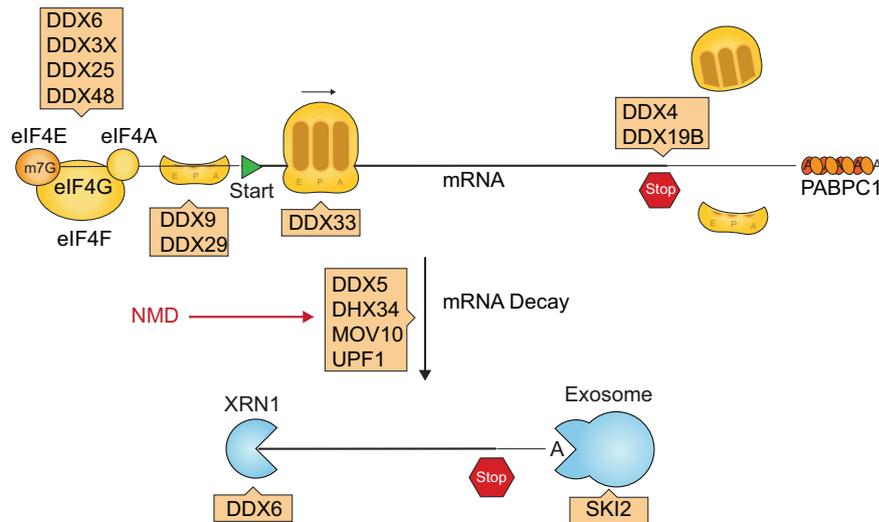 DDX6
DDX3X
DDX25
DDX48
DDX4
DDX19B
eIF4E
eIF4A
m7G
eIF4G
eIF4F
E P A
Start
E P A
mRNA
Stop
A A A A A
PABPC1
DDX9
DDX29
DDX33
E P A
DDX5
DHX34
MOV10
UPF1
NMD
mRNA Decay
XRN1
Exosome
A
Stop
DDX6
SKI2